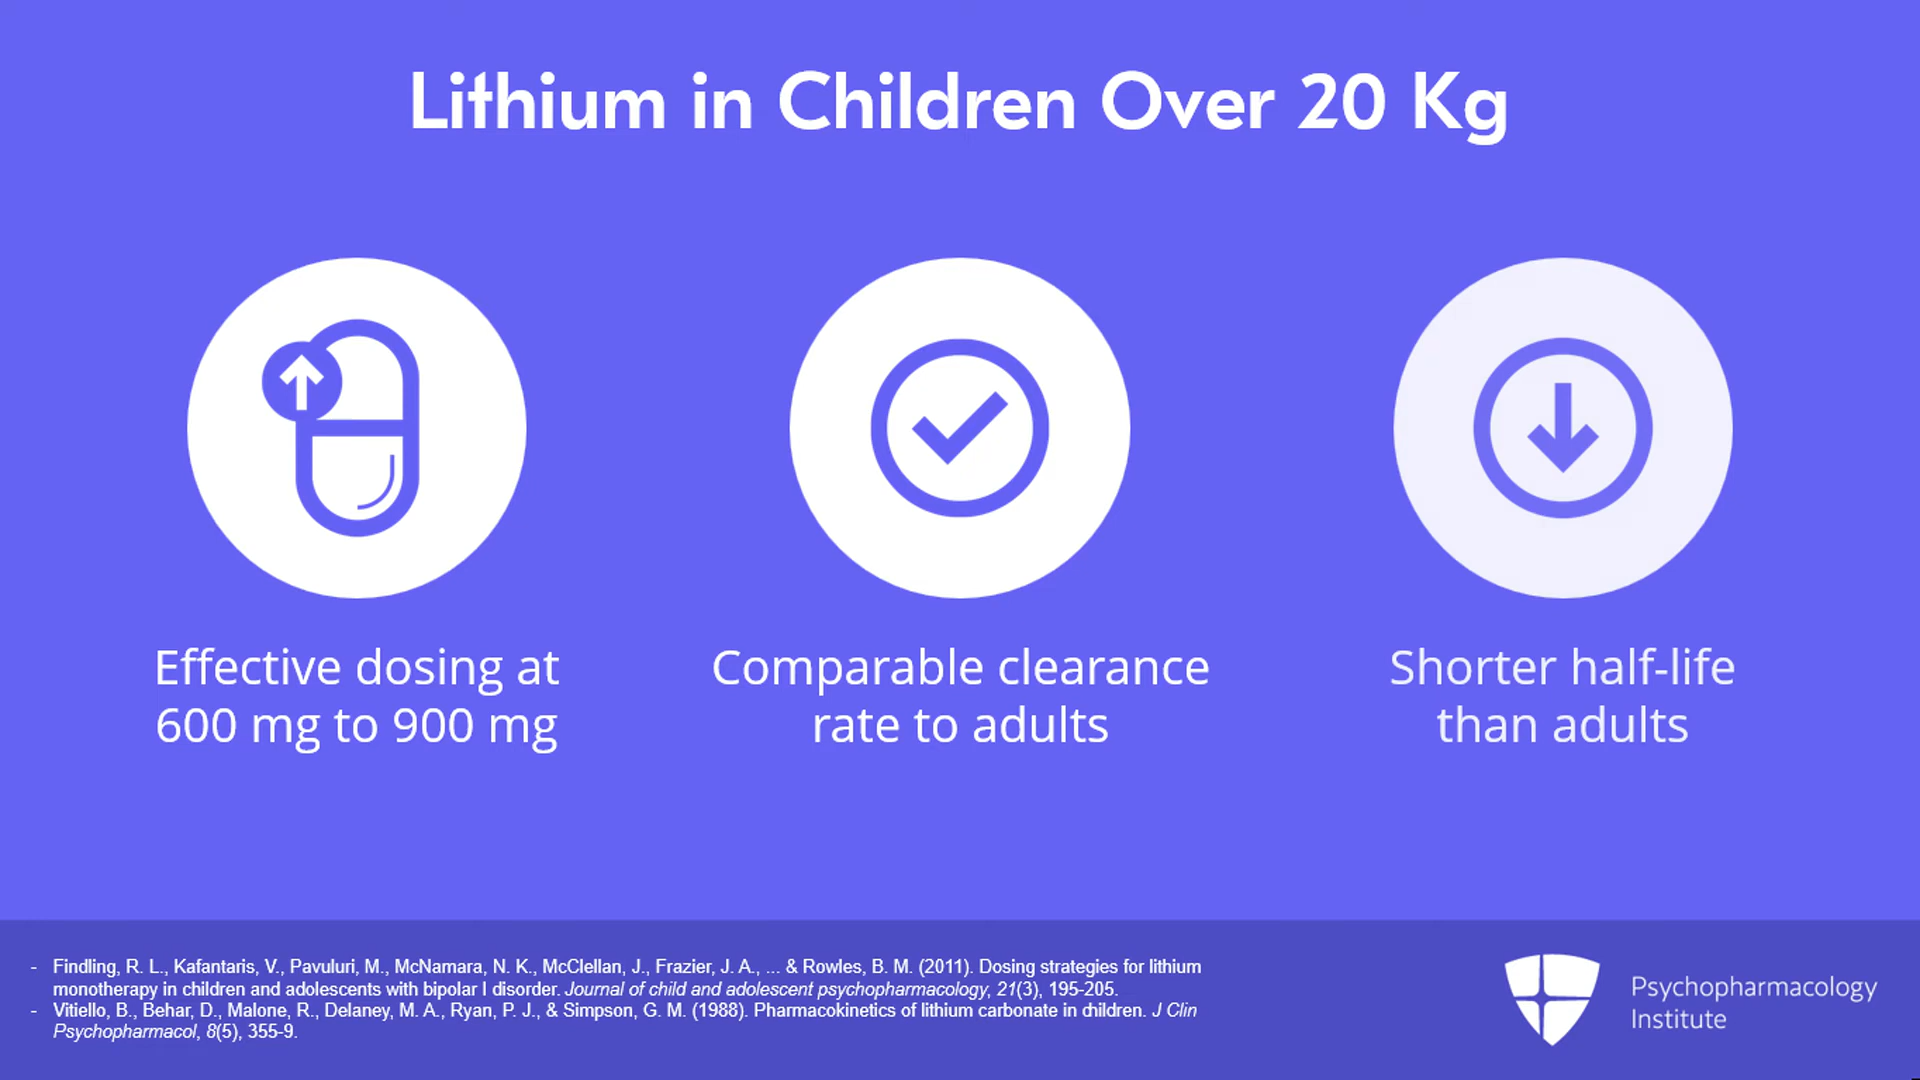 Lithium in Children Over 20 Kg
Effective dosing at
600 mg to 900 mg
Comparable clearance
rate to adults
Shorter half-life
than adults
- Findling, R. L., Kafantaris, V., Pavuluri, M., McNamara, N. K., McClellan, J., Frazier, J. A., ... & Rowles, B. M. (2011). Dosing strategies for lithium
monotherapy in children and adolescents with bipolar I disorder. Journal of child and adolescent psychopharmacology, 21(3), 195-205.
- Vitiello, B., Behar, D., Malone, R., Delaney, M. A., Ryan, P. J., & Simpson, G. M. (1988). Pharmacokinetics of lithium carbonate in children. J Clin
Psychopharmacol, 8(5), 355-9.
Psychopharmacology
Institute